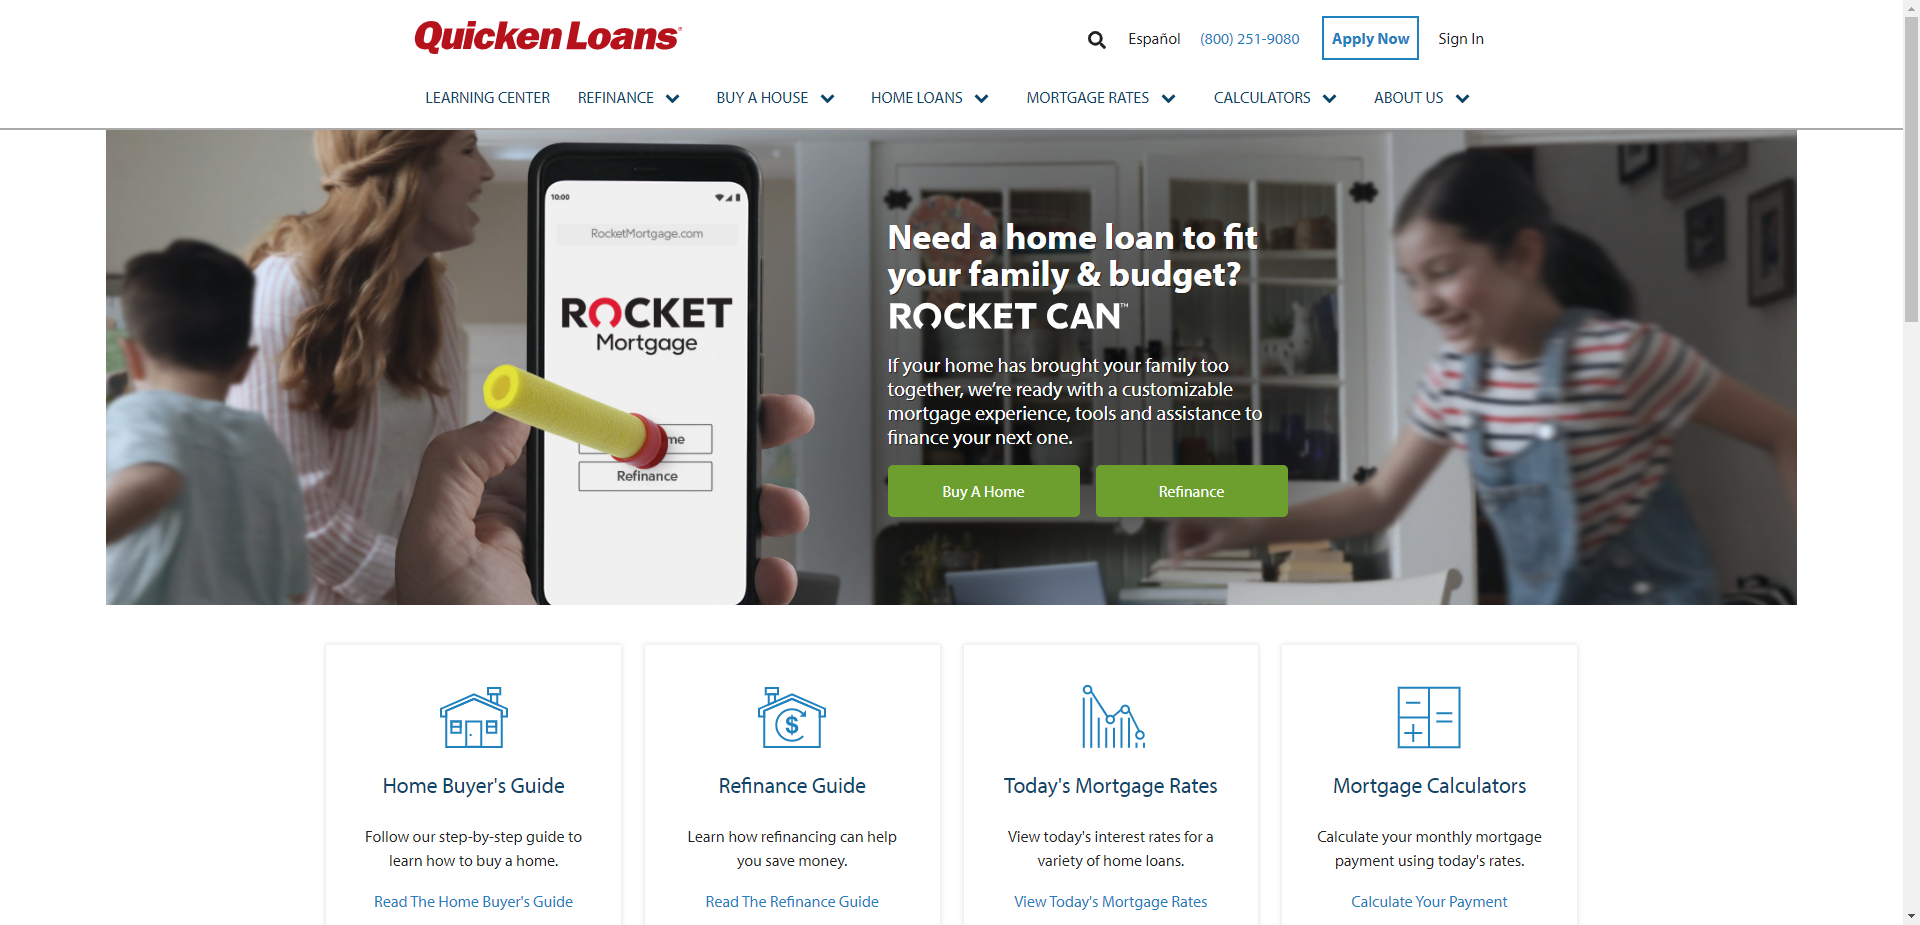 Quicken Loans
Español (800) 251-9080 Apply Now Sign In
LEARNING CENTER REFINANCE BUY A HOUSE HOME LOANS MORTGAGE RATES CALCULATORS ABOUT US
10:00
RocketMortgage.com
ROCKET
Mortgage
me
Refinance
Need a home loan to fit
your family & budget?
ROCKET CAN™
If your home has brought your family too
together, we're ready with a customizable
mortgage experience, tools and assistance to
finance your next one.
Buy A Home Refinance
Home Buyer's Guide
Follow our step-by-step guide to
learn how to buy a home.
Read The Home Buyer's Guide
Refinance Guide
Learn how refinancing can help
you save money.
Read The Refinance Guide
Today's Mortgage Rates
View today's interest rates for a
variety of home loans.
View Today's Mortgage Rates
Mortgage Calculators
Calculate your monthly mortgage
payment using today's rates.
Calculate Your Payment